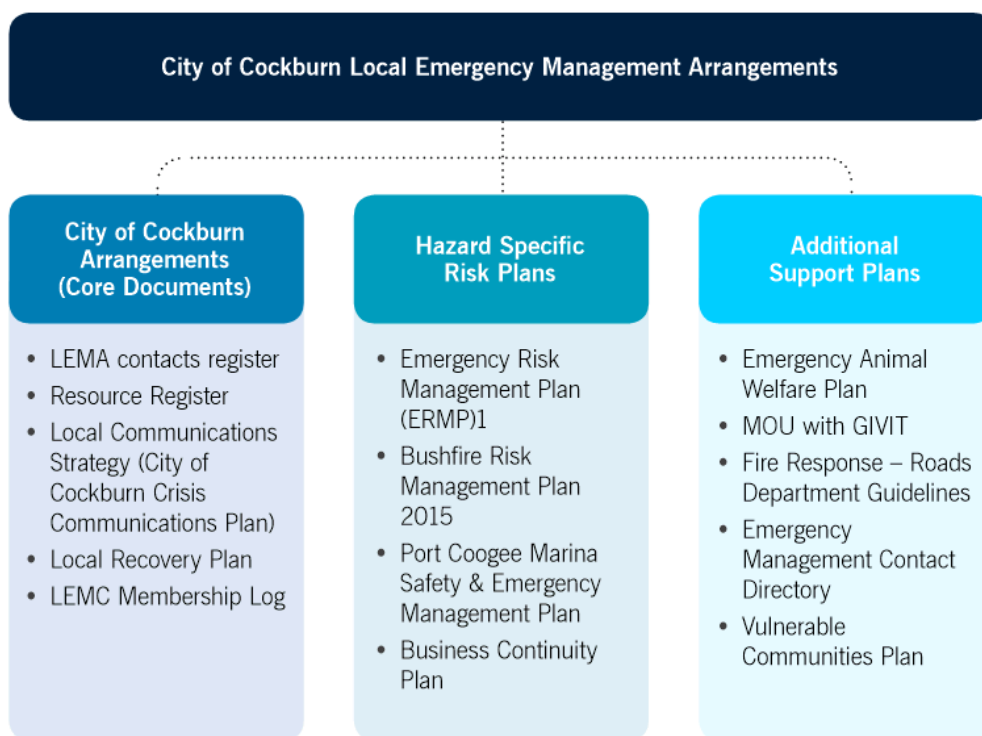 City of Cockburn Local Emergency Management Arrangements
City of Cockburn
Arrangements
(Core Documents)
• LEMA contacts register
• Resource Register
• Local Communications
Strategy (City of
Cockburn Crisis
Communications Plan)
• Local Recovery Plan
• LEMC Membership Log
Hazard Specific
Risk Plans
• Emergency Risk
Management Plan
(ERMP)1
• Bushfire Risk
Management Plan
2015
• Port Coogee Marina
Safety & Emergency
Management Plan
• Business Continuity
Plan
Additional
Support Plans
• Emergency Animal
Welfare Plan
• MOU with GIVIT
• Fire Response – Roads
Department Guidelines
• Emergency
Management Contact
Directory
• Vulnerable
Communities Plan